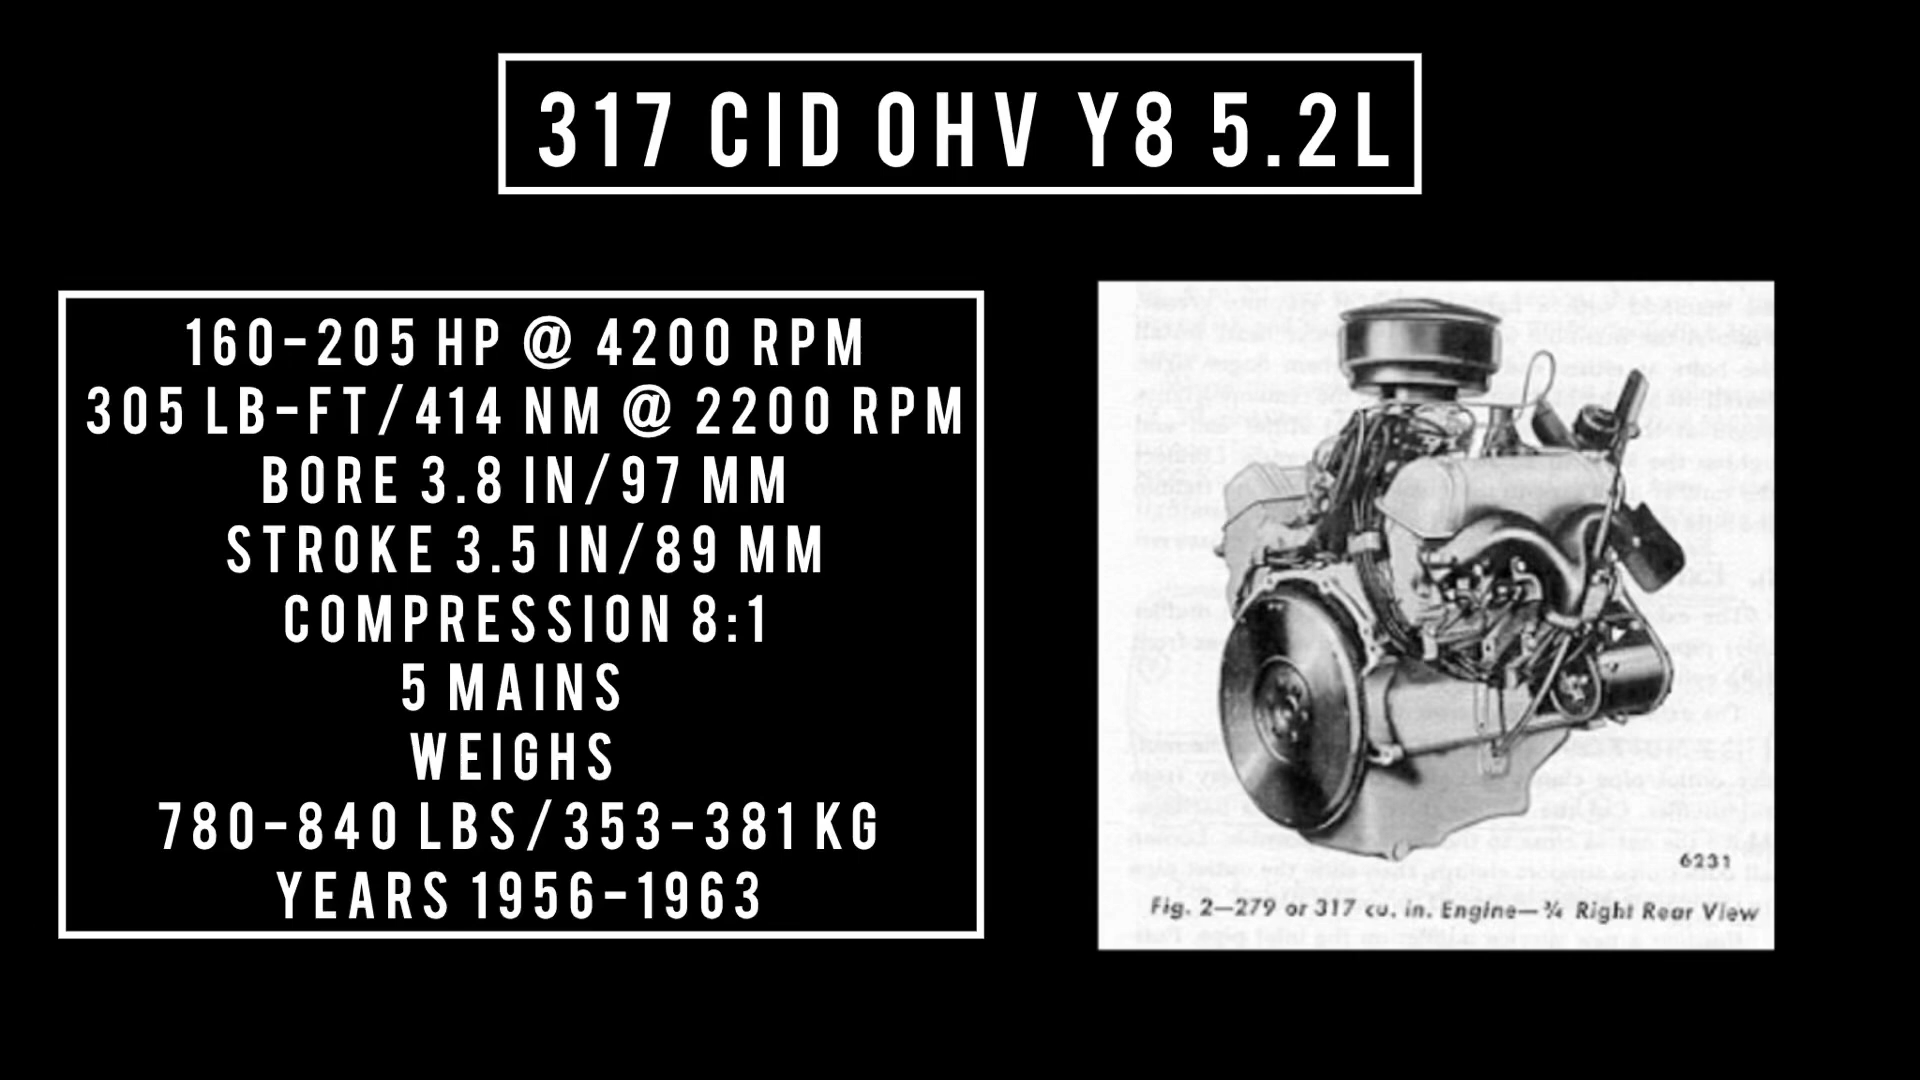 317 CID OHV Y8 5.2L
160-205 HP @ 4200 RPM
305 LB-FT/414 NM @ 2200 RPM
BORE 3.8 IN/97 MM
STROKE 3.5 IN/89 MM
COMPRESSION 8:1
5 MAINS
WEIGHS
780-840 LBS/353-381 KG
YEARS 1956-1963
6231
Fig. 2—279 or 317 cu. in. Engine—¾ Right Rear View